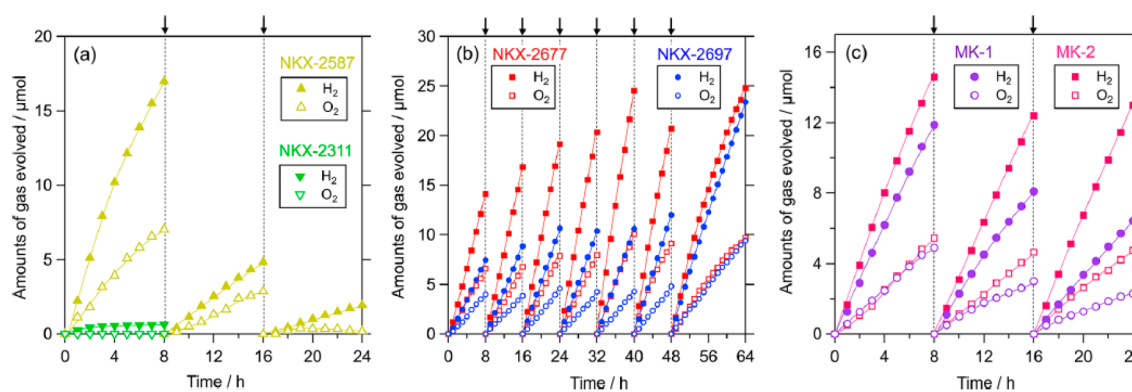 (a)
NKX-2587
H₂
O₂
NKX-2311
H₂
O₂
Amounts of gas evolved / μmol
20
15
10
5
0
0 4 8 12 16 20 24
Time / h
(b)
NKX-2677
H₂
O₂
NKX-2697
H₂
O₂
Amounts of gas evolved / μmol
30
25
20
15
10
5
0
0 8 16 24 32 40 48 56 64
Time / h
(c)
MK-1
H₂
O₂
MK-2
H₂
O₂
Amounts of gas evolved / μmol
16
12
8
4
0
0 4 8 12 16 20
Time / h